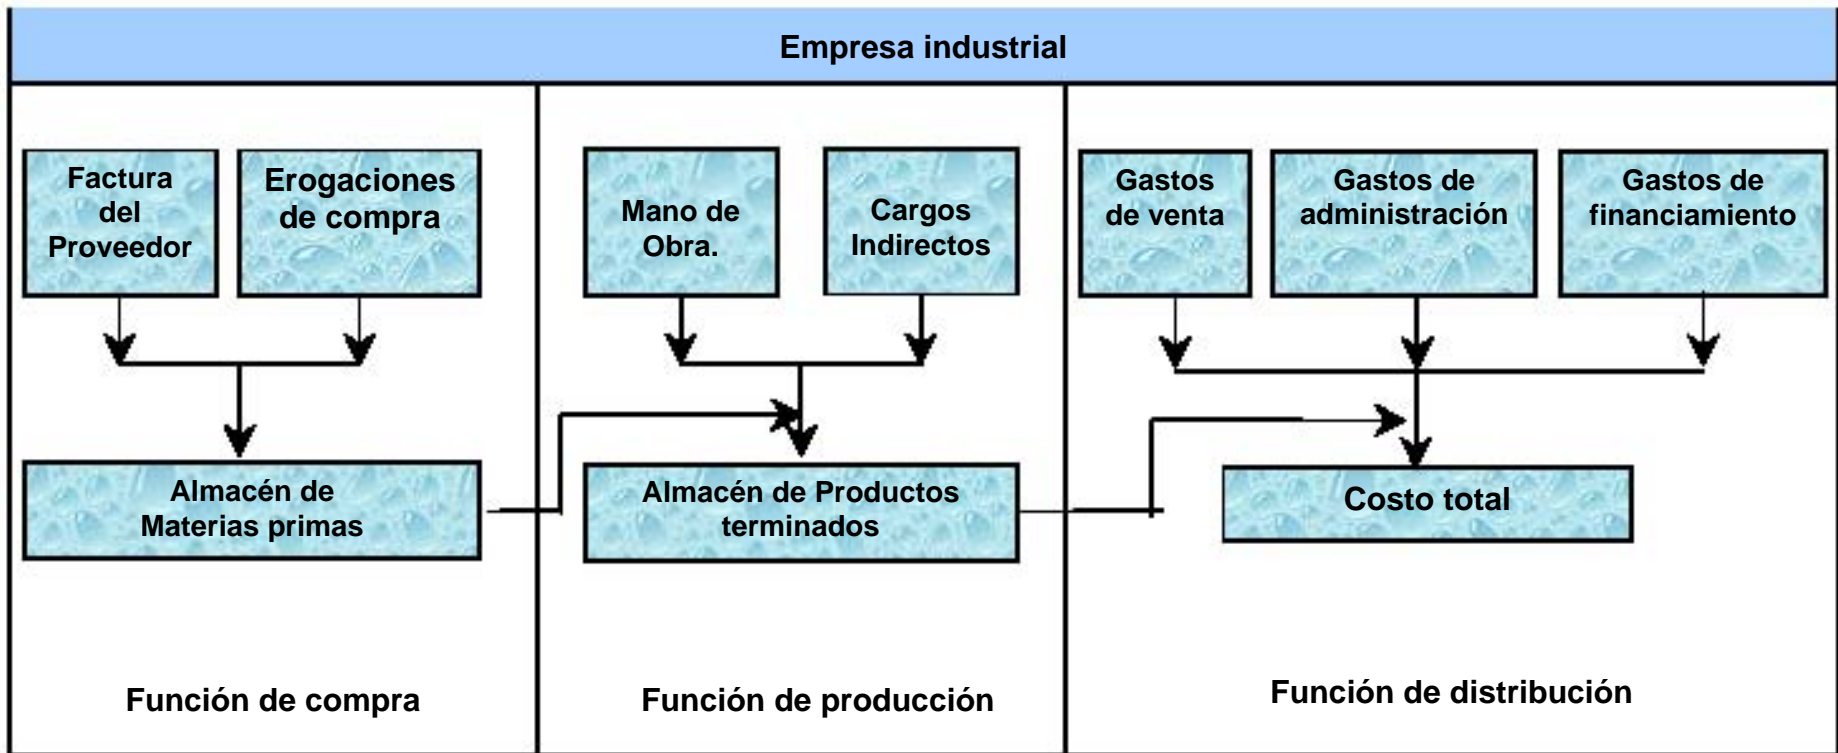 Empresa industrial
Factura
del
Proveedor
Erogaciones
de compra
Almacén de
Materias primas
Función de compra
Mano de
Obra.
Cargos
Indirectos
Almacén de Productos
terminados
Función de producción
Gastos
de venta
Gastos de
administración
Gastos de
financiamiento
Costo total
Función de distribución